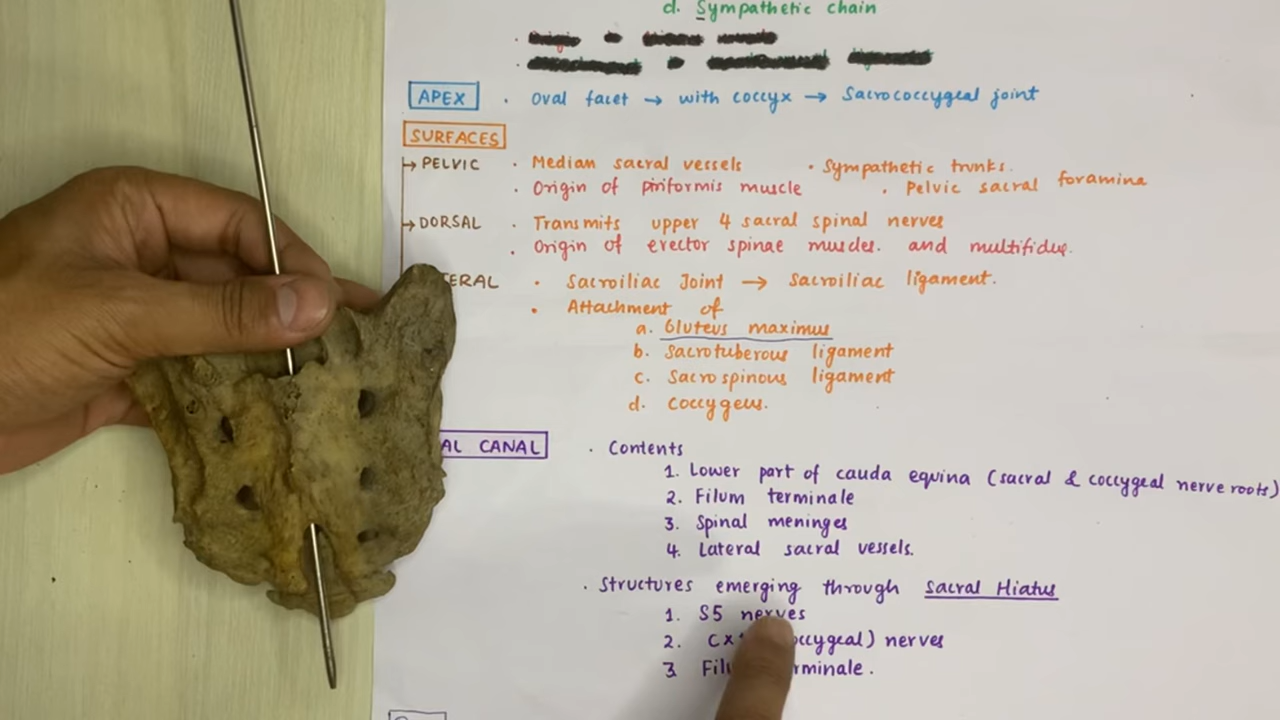 d. Sympathetic chain
APEX . Oval facet → with coccyx → Sacrococcygeal joint
SURFACES
→ PELVIC . Median sacral vessels . Sympathetic trunks.
. Origin of piriformis muscle . Pelvic sacral foramina
→ DORSAL . Transmits upper 4 sacral spinal nerves
. Origin of erector spinae muscles. and multifidus.
ERAL . Sacroiliac Joint → Sacroiliac ligament.
. Attachment of
a. Gluteus maximus
b. Sacrotuberous ligament
c. Sacrospinous ligament
d. Coccygeus.
AL CANAL . Contents
1. Lower part of cauda equina (sacral & coccygeal nerve roots)
2. Filum terminale
3. Spinal meninges
4. Lateral sacral vessels.
. Structures emerging through Sacral Hiatus
1. S5 nerves
2. Cx occygeal) nerves
3. Fil rminale.